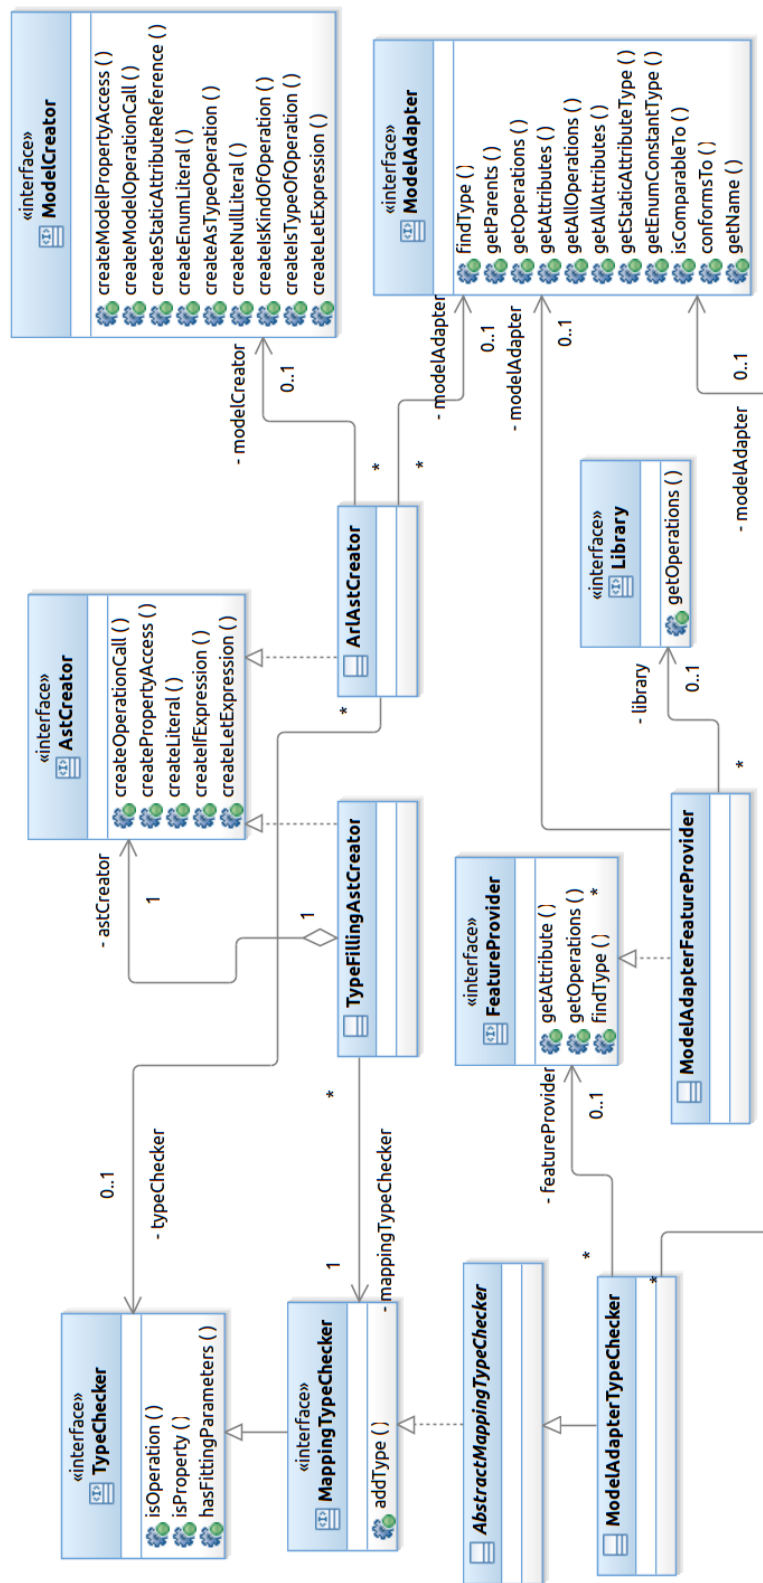 «interface»
TypeChecker
isOperation ( )
isProperty ( )
hasFittingParameters ( )
0..1
- typeChecker
«interface»
AstCreator
createOperationCall ( )
createPropertyAccess ( )
createLiteral ( )
createIfExpression ( )
createLetExpression ( )
- astCreator
1
«interface»
ModelCreator
createModelPropertyAccess ( )
createModelOperationCall ( )
createStaticAttributeReference ( )
createEnumLiteral ( )
createAsTypeOperation ( )
createNullLiteral ( )
createIsKindOfOperation ( )
createIsTypeOfOperation ( )
createLetExpression ( )
- modelCreator
0..1
«interface»
MappingTypeChecker
addType ( )
1
- mappingTypeChecker
*
TypeFillingAstCreator
1
ArlAstCreator
*
*
*
«interface»
ModelAdapter
findType ( )
getParents ( )
getOperations ( )
getAttributes ( )
getAllOperations ( )
getAllAttributes ( )
getStaticAttributeType ( )
getEnumConstantType ( )
isComparableTo ( )
conformsTo ( )
getName ( )
- modelAdapter
0..1
- modelAdapter
0..1
- modelAdapter
0..1
AbstractMappingTypeChecker
«interface»
FeatureProvider
getAttribute ( )
getOperations ( )
findType ( )
*
- featureProvider
0..1
«interface»
Library
getOperations ( )
- library
0..1
ModelAdapterTypeChecker
*
*
ModelAdapterFeatureProvider
*